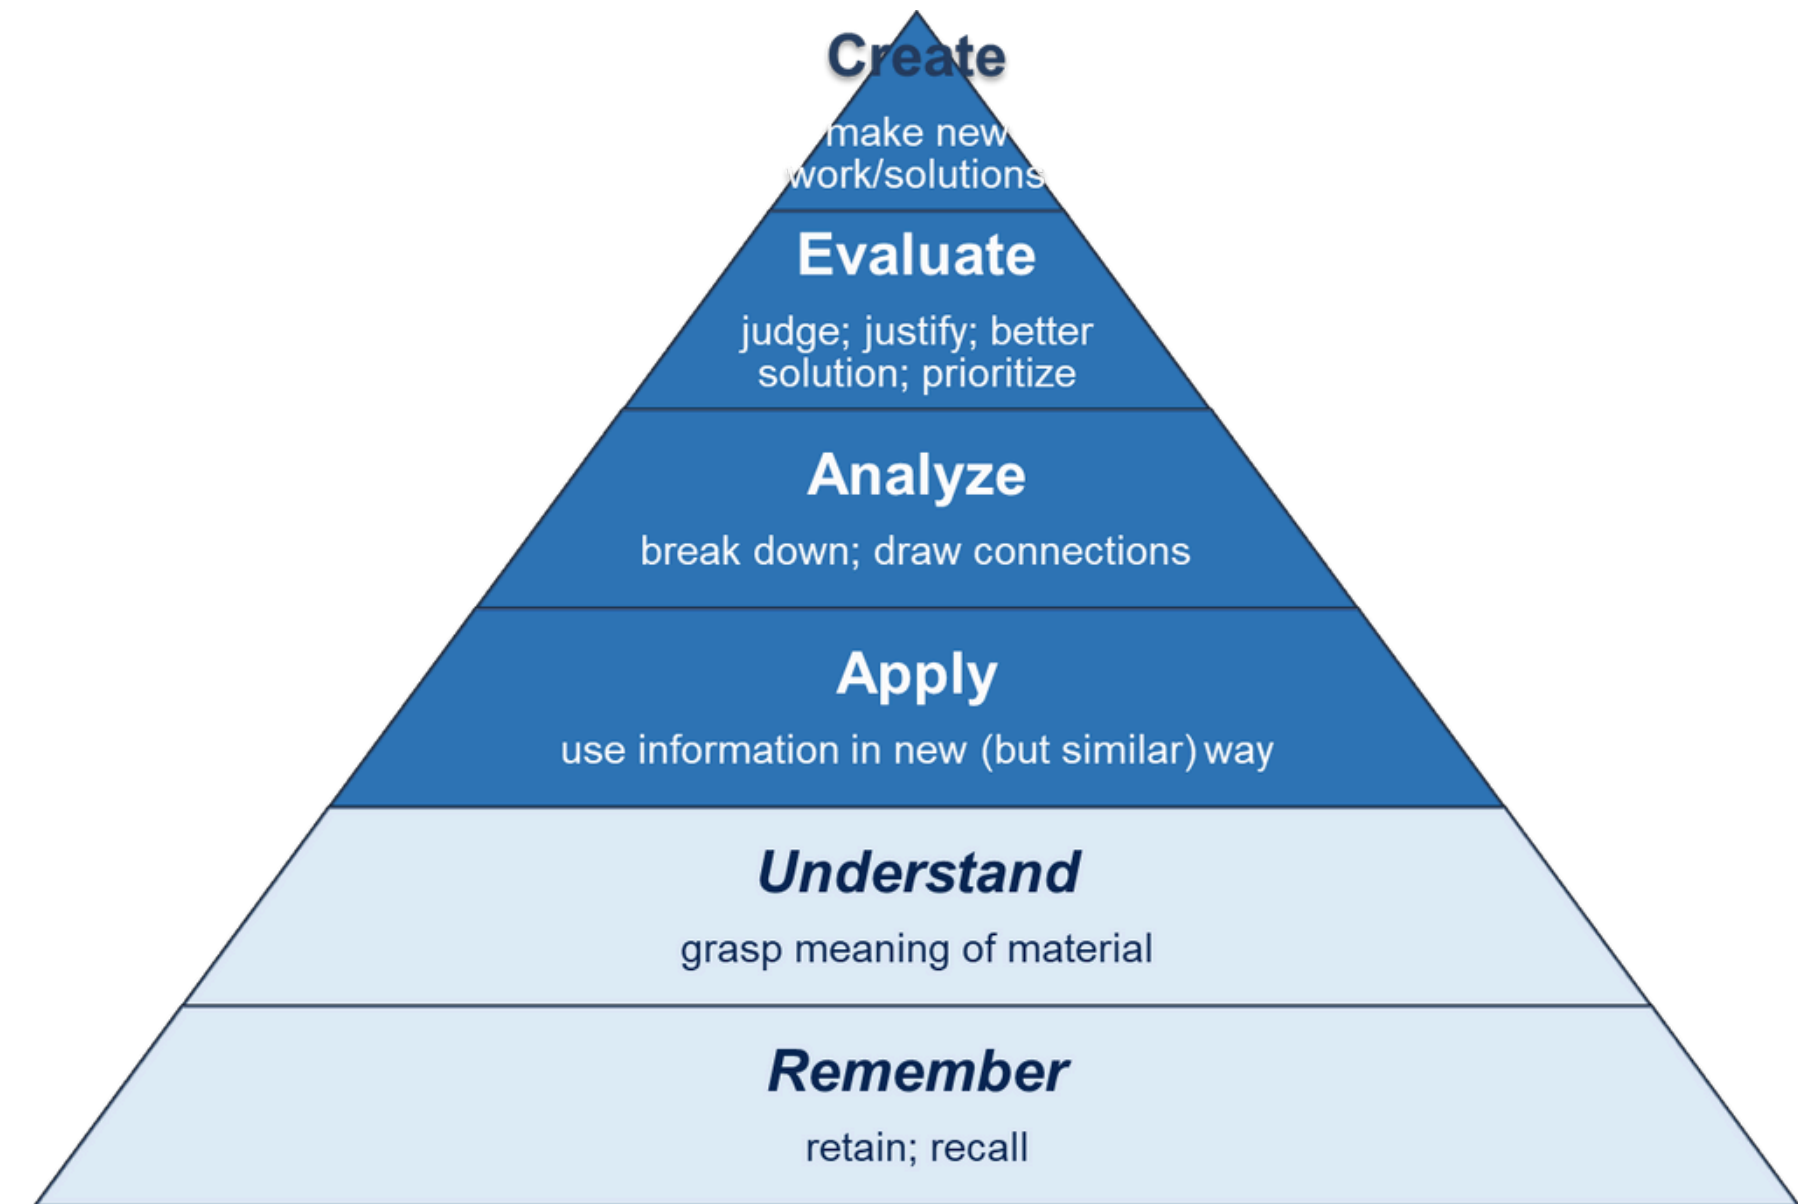 Create
make new
work/solutions
Evaluate
judge; justify; better
solution; prioritize
Analyze
break down; draw connections
Apply
use information in new (but similar) way
Understand
grasp meaning of material
Remember
retain; recall